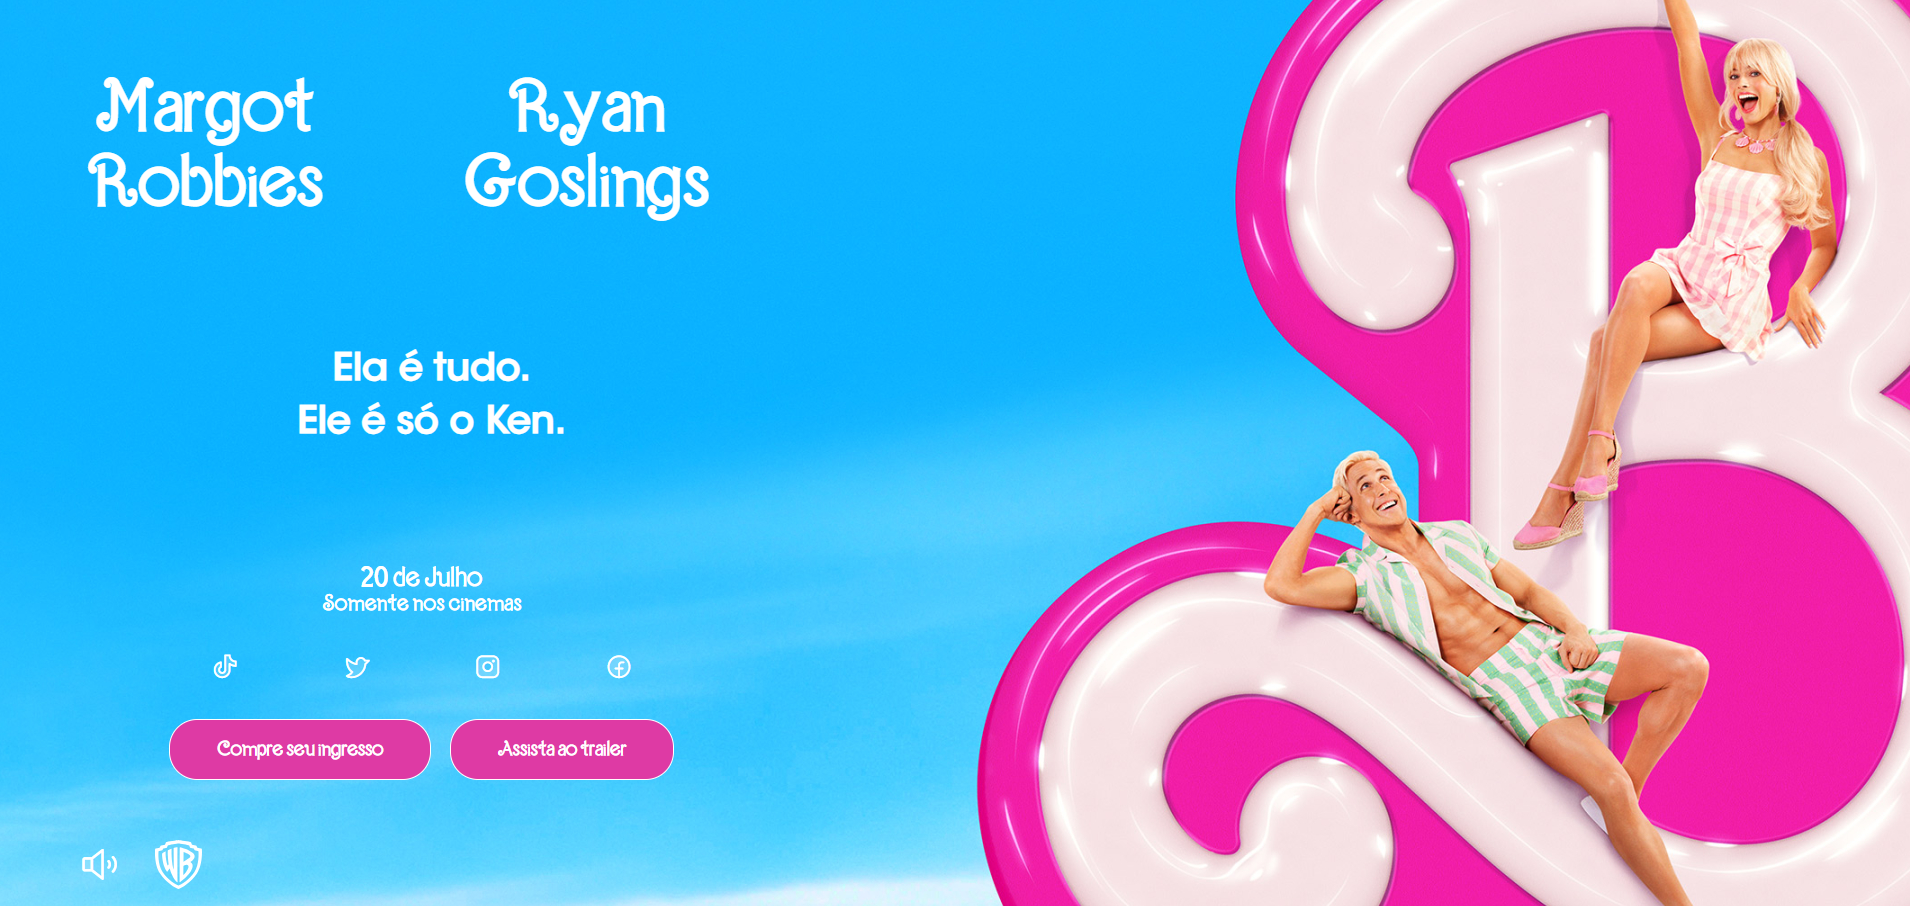 Margot
Robbies
Ryan
Goslings
Ela é tudo.
Ele é só o Ken.
20 de Julho
Somente nos cinemas
Compre seu ingresso
Assista ao trailer
WB